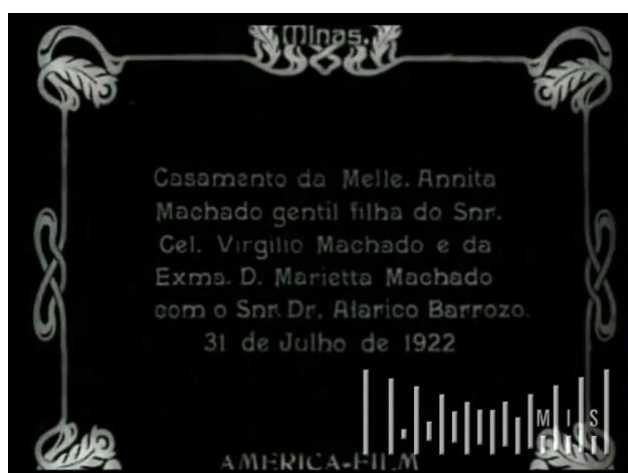 Minas.
Casamento da Melle. Annita
Machado gentil filha do Snr.
Cel. Virgilio Machado e da
Exma. D. Marietta Machado
com o Snr. Dr. Alarico Barrozo.
31 de Julho de 1922
MIS
AMERICA-FILM